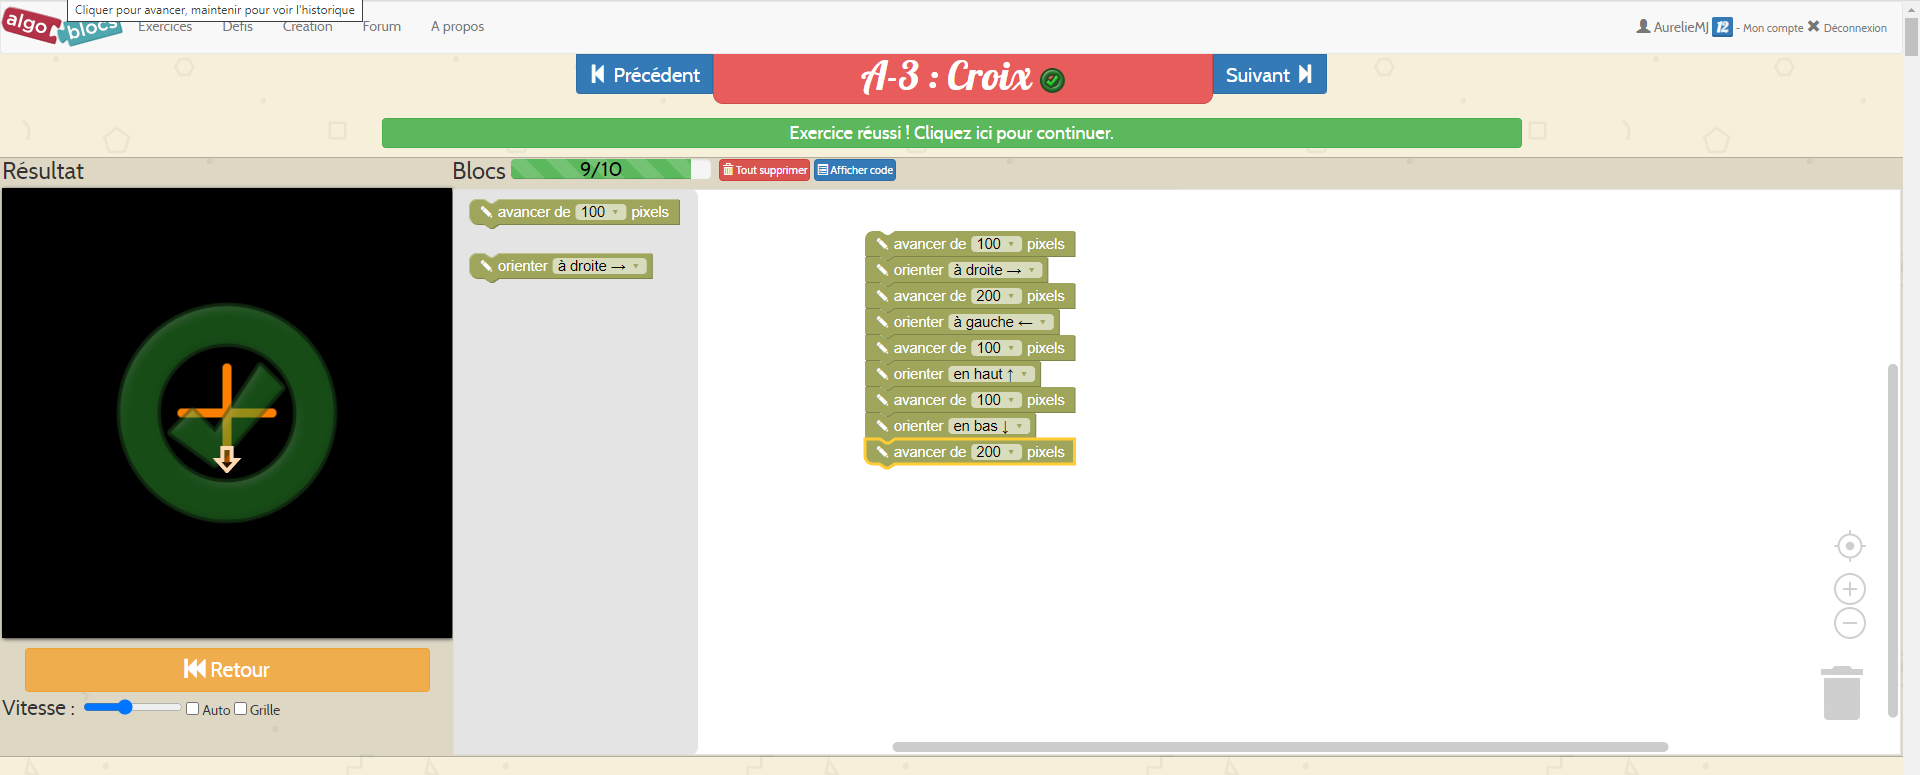 Cliquer pour avancer, maintenir pour voir l'historique
algo
blocs
Exercices
Défis
Création
Forum
A propos
AurelieMJ 12 - Mon compte ✖ Déconnexion
Précédent
A-3 : Croix
Suivant
Exercice réussi ! Cliquez ici pour continuer.
Résultat
Blocs 9/10 Tout supprimer Afficher code
avancer de 100 pixels
orienter à droite →
avancer de 100 pixels
orienter à droite →
avancer de 200 pixels
orienter à gauche ←
avancer de 100 pixels
orienter en haut ↑
avancer de 100 pixels
orienter en bas ↓
avancer de 200 pixels
Retour
Vitesse : Auto Grille